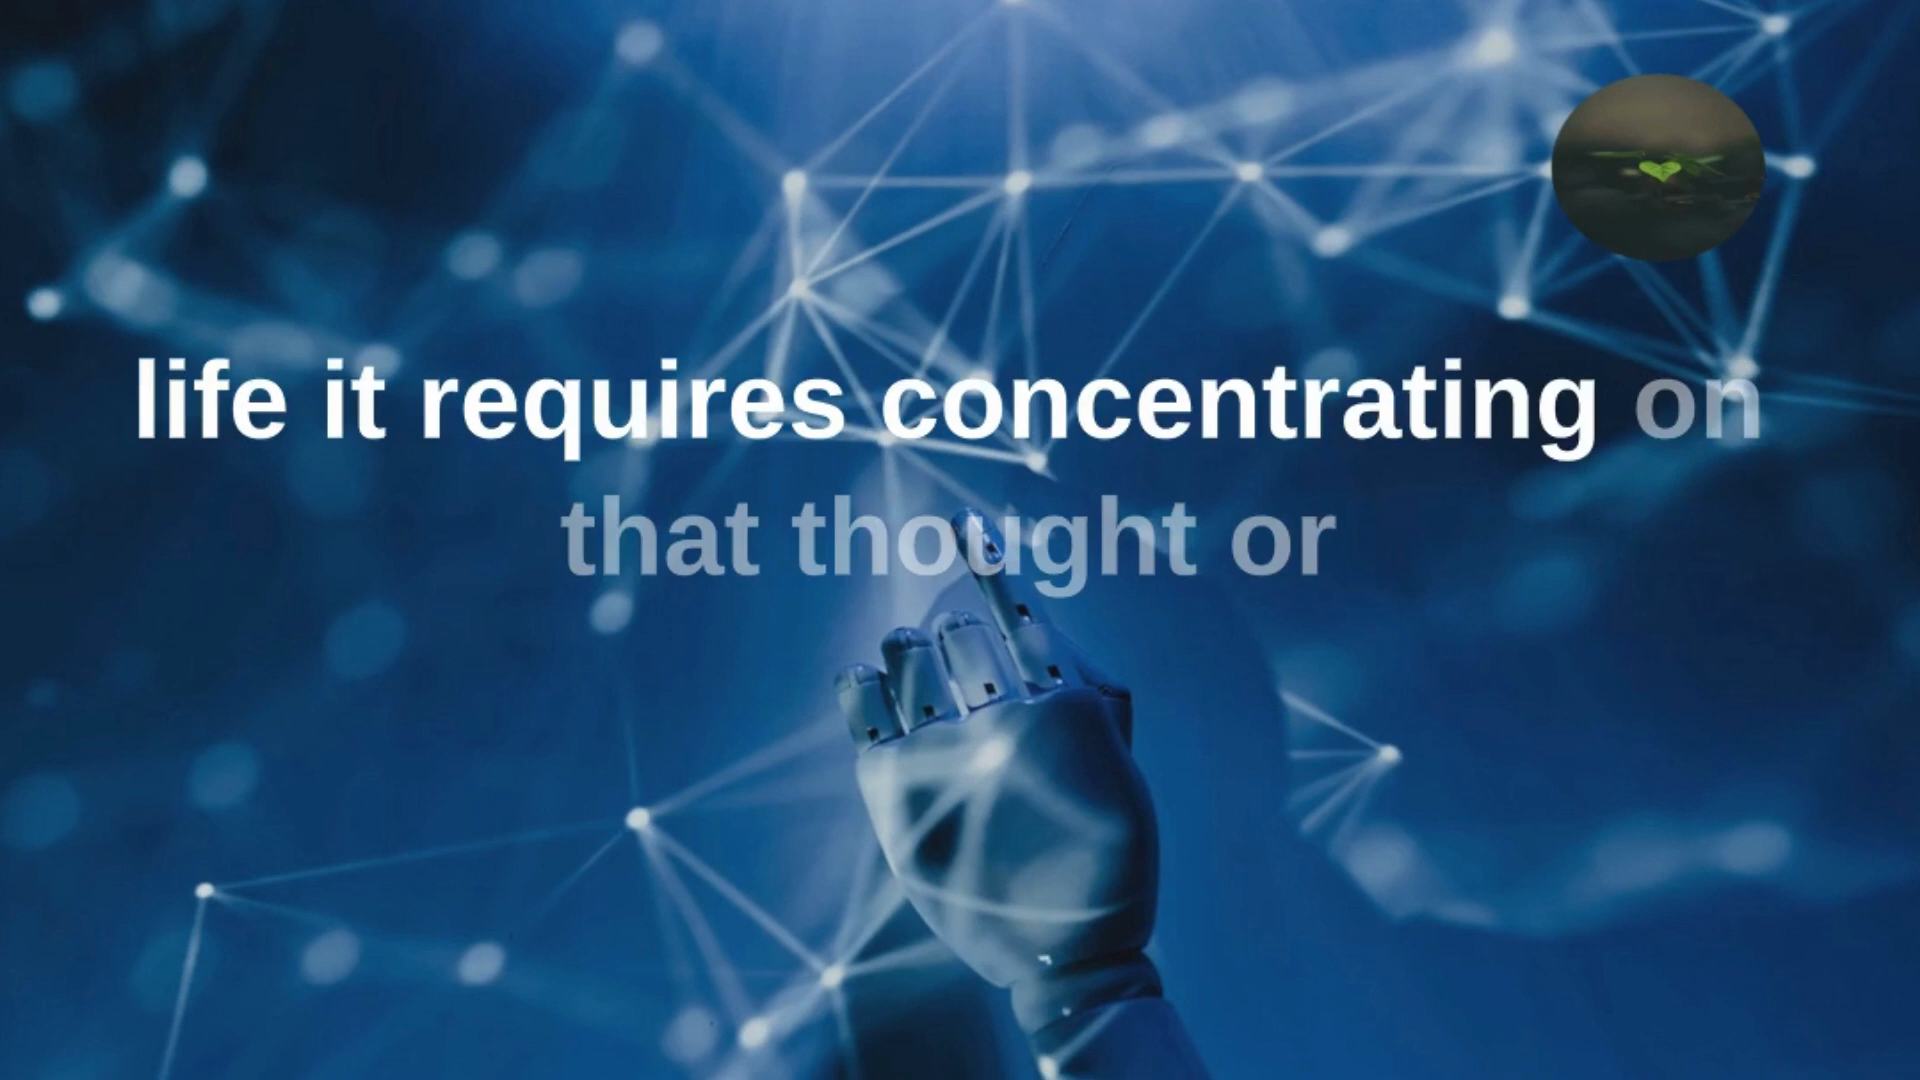 life it requires concentrating on
that thought or